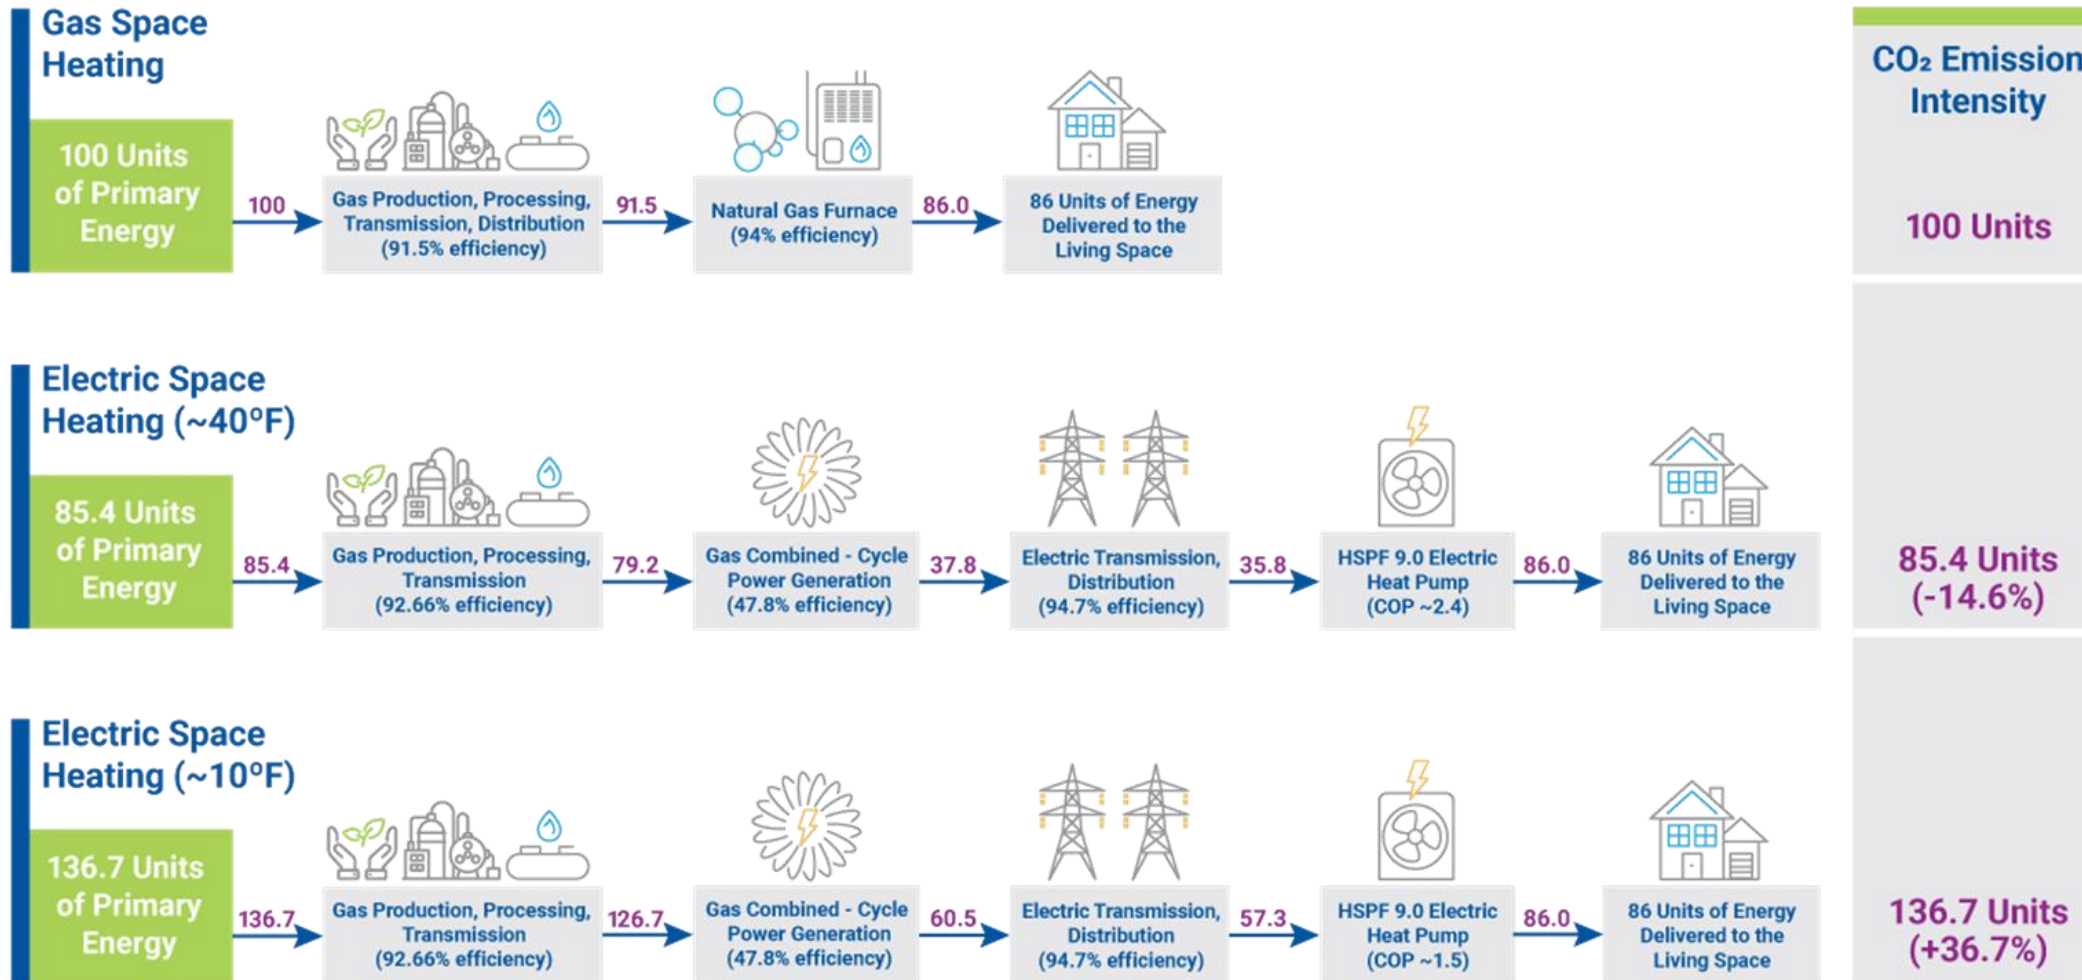 Gas Space
Heating
100 Units
of Primary
Energy
100
Gas Production, Processing,
Transmission, Distribution
(91.5% efficiency)
91.5
Natural Gas Furnace
(94% efficiency)
86.0
86 Units of Energy
Delivered to the
Living Space
CO₂ Emission
Intensity
100 Units
Electric Space
Heating (~40ºF)
85.4 Units
of Primary
Energy
85.4
Gas Production, Processing,
Transmission
(92.66% efficiency)
79.2
Gas Combined - Cycle
Power Generation
(47.8% efficiency)
37.8
Electric Transmission,
Distribution
(94.7% efficiency)
35.8
HSPF 9.0 Electric
Heat Pump
(COP ~2.4)
86.0
86 Units of Energy
Delivered to the
Living Space
85.4 Units
(-14.6%)
Electric Space
Heating (~10ºF)
136.7 Units
of Primary
Energy
136.7
Gas Production, Processing,
Transmission
(92.66% efficiency)
126.7
Gas Combined - Cycle
Power Generation
(47.8% efficiency)
60.5
Electric Transmission,
Distribution
(94.7% efficiency)
57.3
HSPF 9.0 Electric
Heat Pump
(COP ~1.5)
86.0
86 Units of Energy
Delivered to the
Living Space
136.7 Units
(+36.7%)